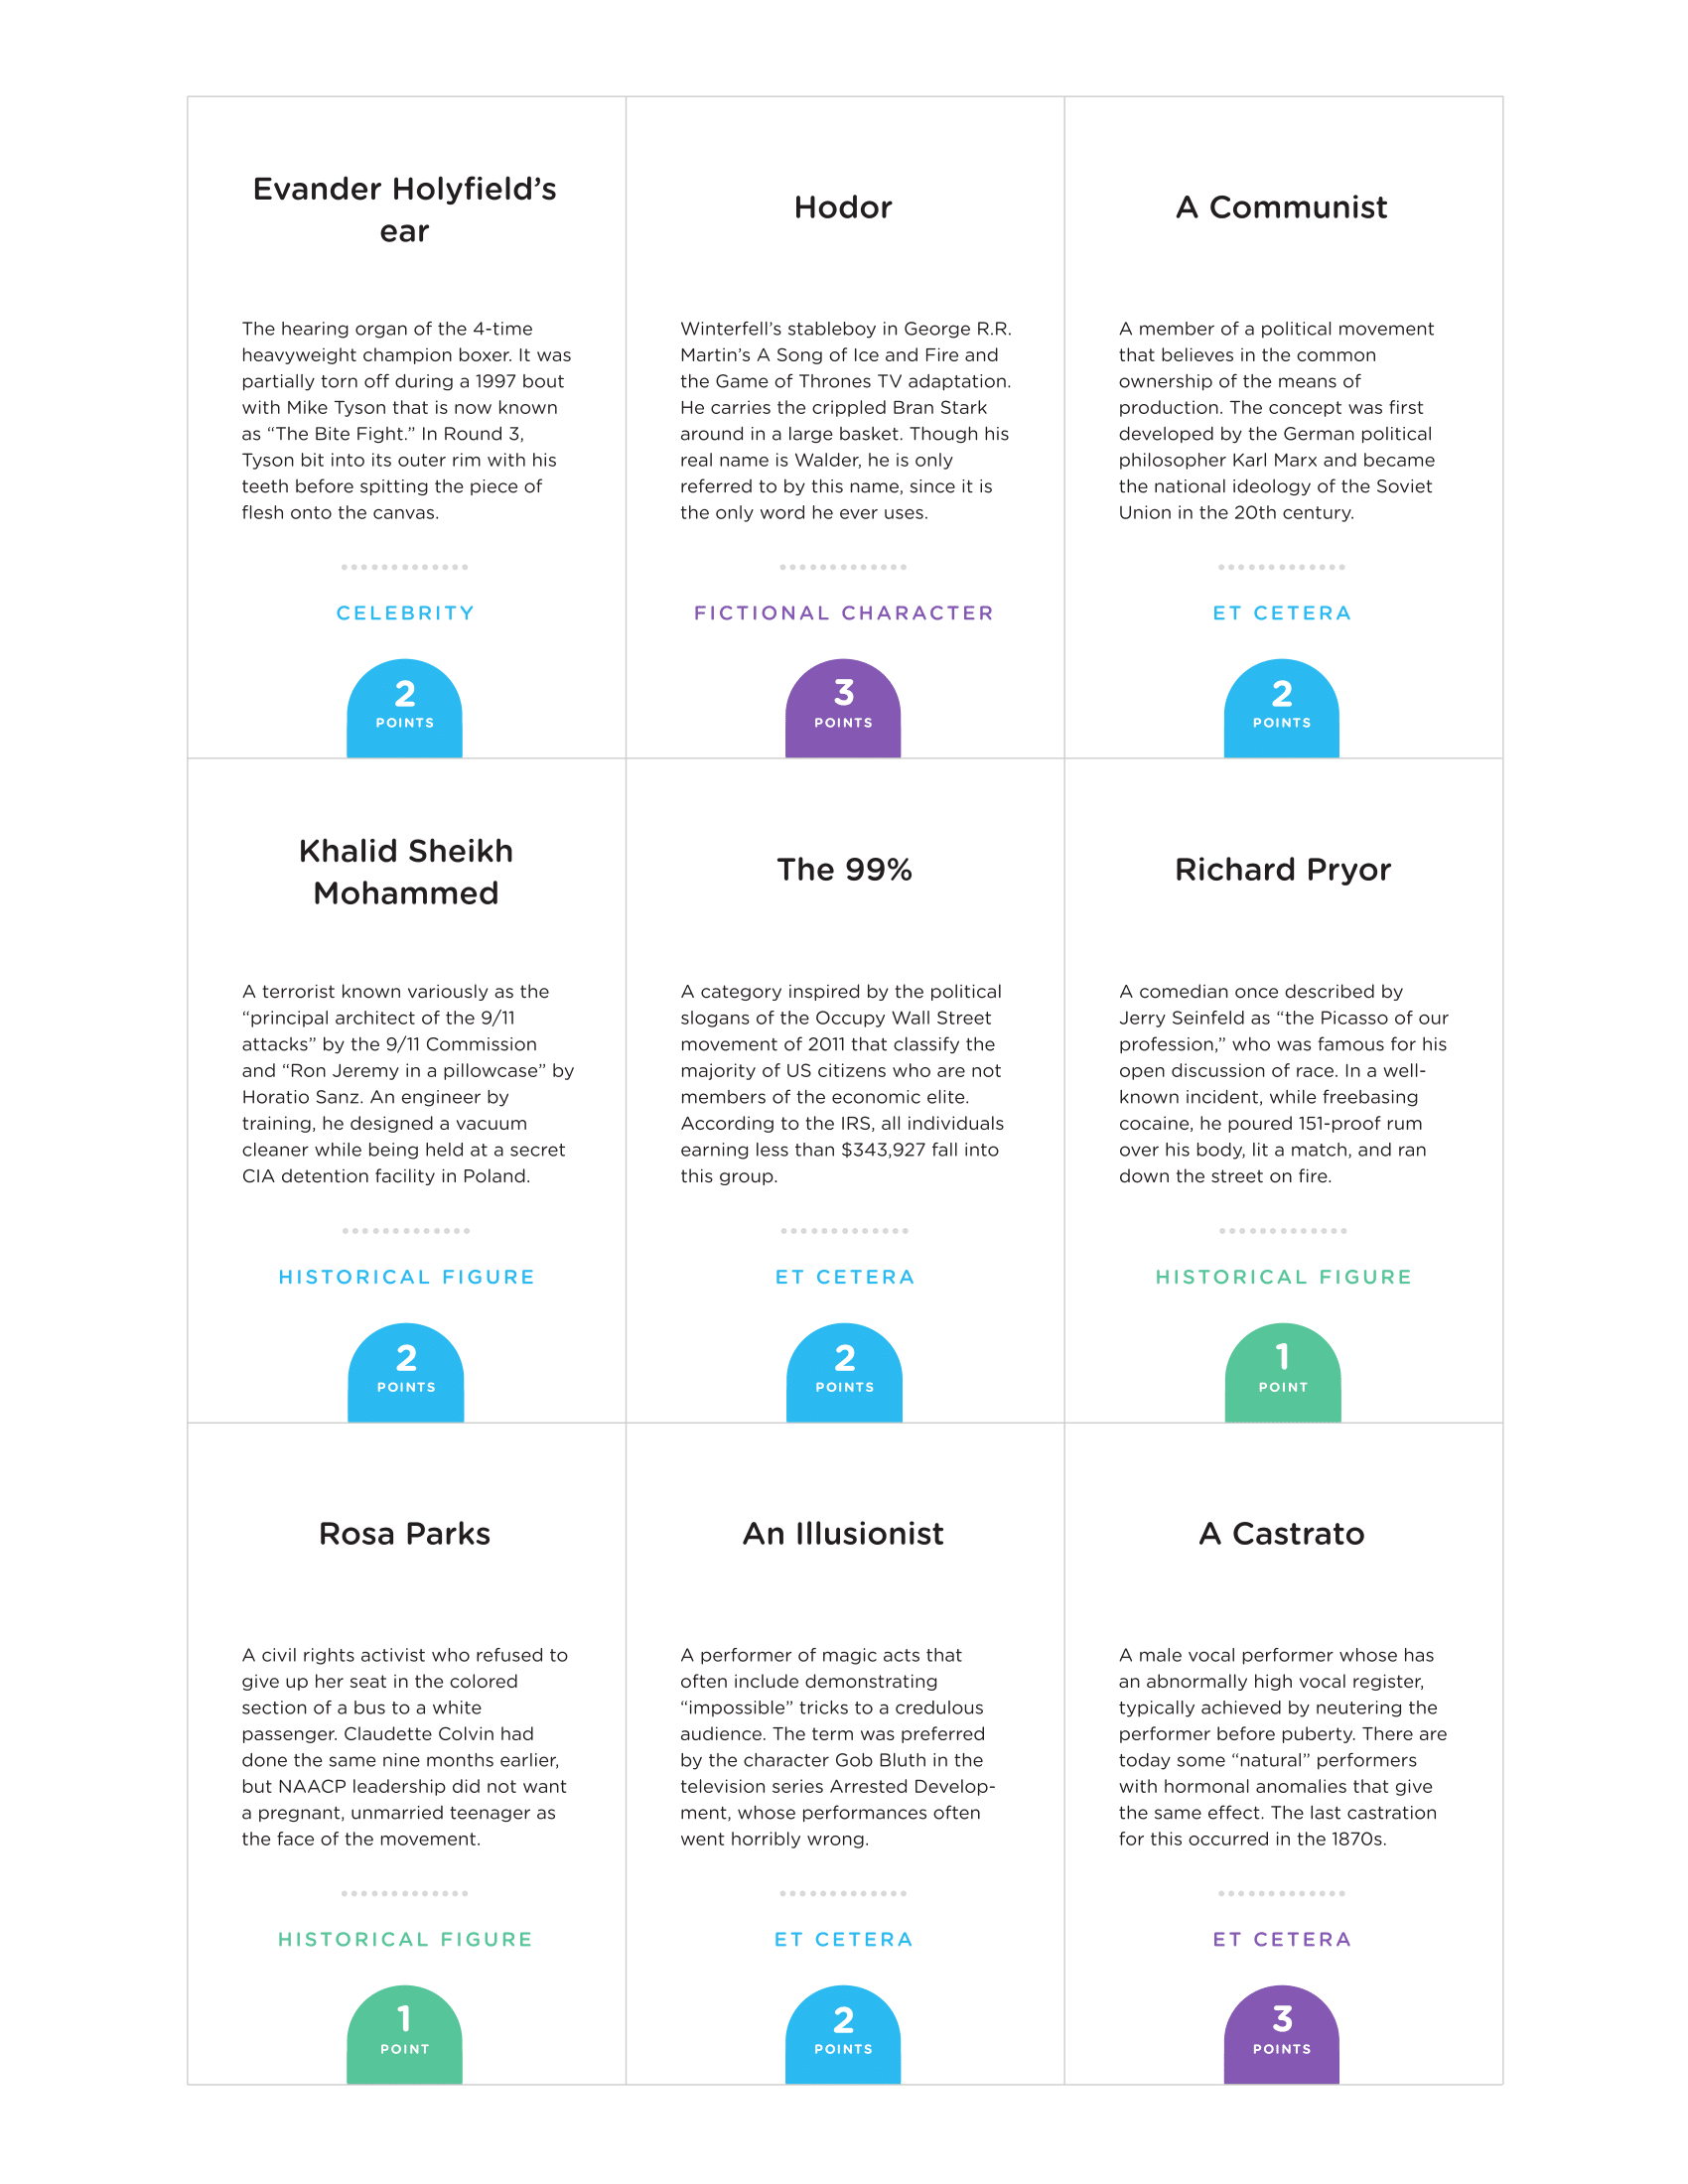 Evander Holyfield’s
ear
The hearing organ of the 4-time
heavyweight champion boxer. It was
partially torn off during a 1997 bout
with Mike Tyson that is now known
as “The Bite Fight.” In Round 3,
Tyson bit into its outer rim with his
teeth before spitting the piece of
flesh onto the canvas.
CELEBRITY
2
POINTS
Hodor
Winterfell’s stableboy in George R.R.
Martin’s A Song of Ice and Fire and
the Game of Thrones TV adaptation.
He carries the crippled Bran Stark
around in a large basket. Though his
real name is Walder, he is only
referred to by this name, since it is
the only word he ever uses.
FICTIONAL CHARACTER
3
POINTS
A Communist
A member of a political movement
that believes in the common
ownership of the means of
production. The concept was first
developed by the German political
philosopher Karl Marx and became
the national ideology of the Soviet
Union in the 20th century.
ET CETERA
2
POINTS
Khalid Sheikh
Mohammed
A terrorist known variously as the
“principal architect of the 9/11
attacks” by the 9/11 Commission
and “Ron Jeremy in a pillowcase” by
Horatio Sanz. An engineer by
training, he designed a vacuum
cleaner while being held at a secret
CIA detention facility in Poland.
HISTORICAL FIGURE
2
POINTS
The 99%
A category inspired by the political
slogans of the Occupy Wall Street
movement of 2011 that classify the
majority of US citizens who are not
members of the economic elite.
According to the IRS, all individuals
earning less than $343,927 fall into
this group.
ET CETERA
2
POINTS
Richard Pryor
A comedian once described by
Jerry Seinfeld as “the Picasso of our
profession,” who was famous for his
open discussion of race. In a well-
known incident, while freebasing
cocaine, he poured 151-proof rum
over his body, lit a match, and ran
down the street on fire.
HISTORICAL FIGURE
1
POINT
Rosa Parks
A civil rights activist who refused to
give up her seat in the colored
section of a bus to a white
passenger. Claudette Colvin had
done the same nine months earlier,
but NAACP leadership did not want
a pregnant, unmarried teenager as
the face of the movement.
HISTORICAL FIGURE
1
POINT
An Illusionist
A performer of magic acts that
often include demonstrating
“impossible” tricks to a credulous
audience. The term was preferred
by the character Gob Bluth in the
television series Arrested Develop-
ment, whose performances often
went horribly wrong.
ET CETERA
2
POINTS
A Castrato
A male vocal performer whose has
an abnormally high vocal register,
typically achieved by neutering the
performer before puberty. There are
today some “natural” performers
with hormonal anomalies that give
the same effect. The last castration
for this occurred in the 1870s.
ET CETERA
3
POINTS